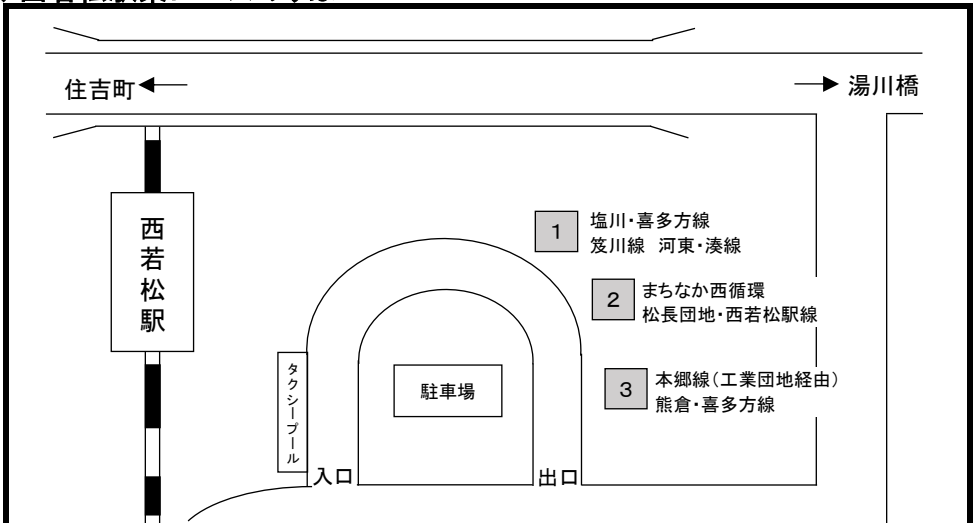 住吉町
湯川橋
西若松駅
1
塩川・喜多方線
笈川線 河東・湊線
2
まちなか西循環
松長団地・西若松駅線
3
本郷線(工業団地経由)
熊倉・喜多方線
タクシープール
駐車場
入口
出口